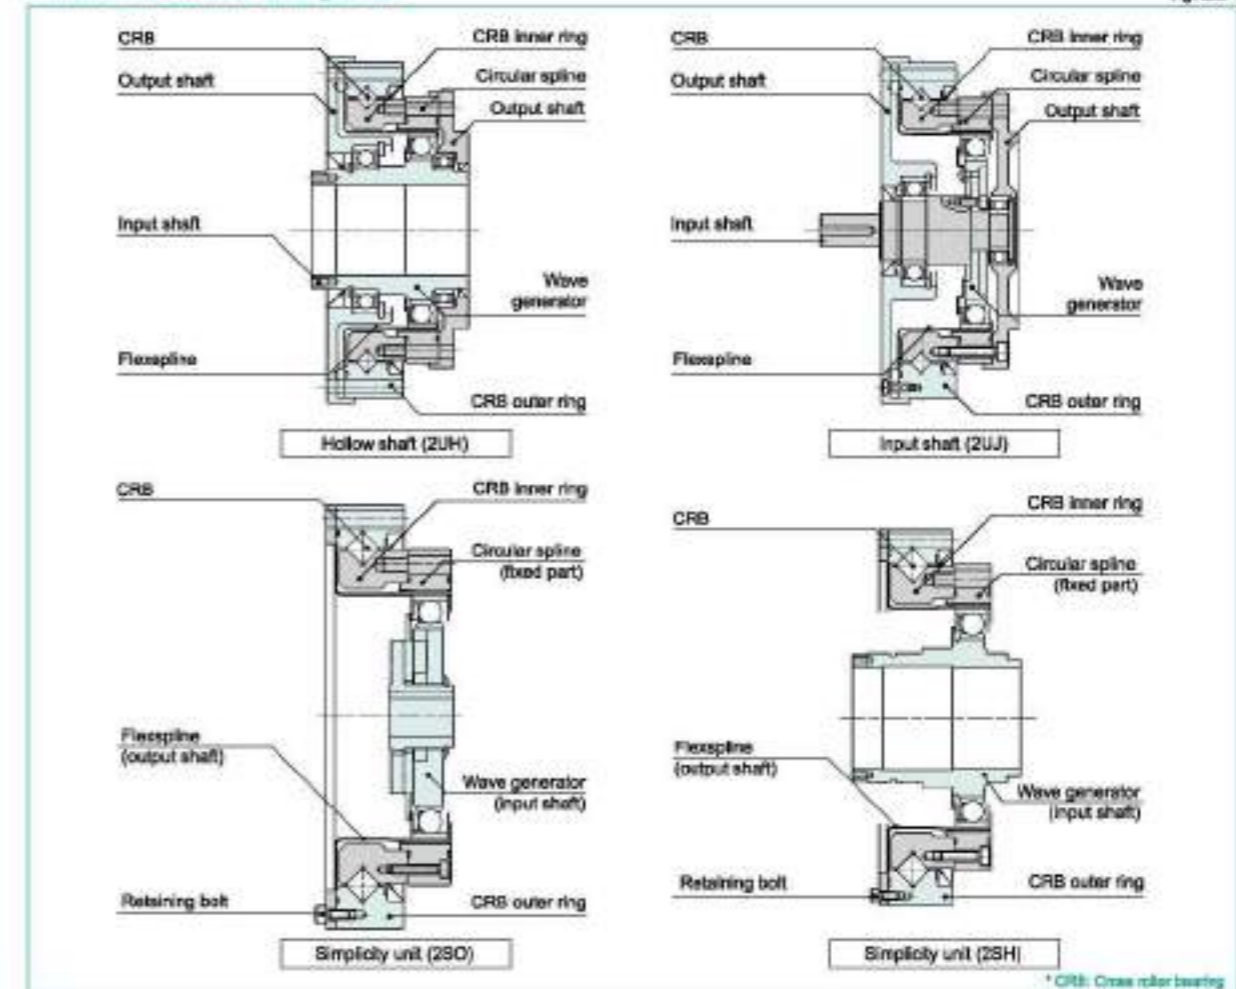 CRB
Output shaft
Input shaft
Flexspline
CRB inner ring
Circular spline
Output shaft
Wave
generator
CRB outer ring
Hollow shaft (2UH)
CRB
Output shaft
Input shaft
Flexspline
CRB inner ring
Circular spline
Output shaft
Wave
generator
CRB outer ring
Input shaft (2UJ)
CRB
Flexspline
(output shaft)
Retaining bolt
CRB inner ring
Circular spline
(fixed part)
Wave generator
(input shaft)
CRB outer ring
Simplicity unit (2SO)
CRB
Flexspline
(output shaft)
Retaining bolt
CRB inner ring
Circular spline
(fixed part)
Wave generator
(input shaft)
CRB outer ring
Simplicity unit (2SH)
* CRB: Cross roller bearing